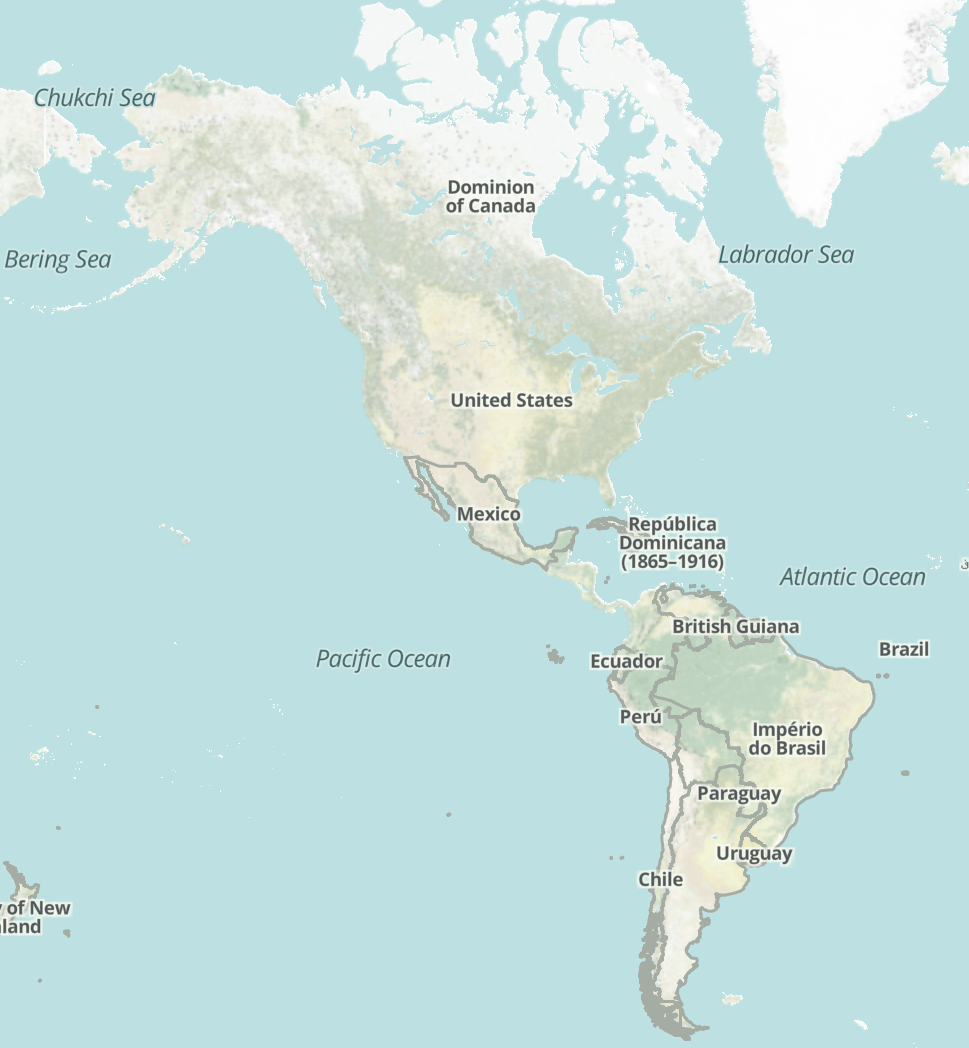 Chukchi Sea
Dominion
of Canada
Bering Sea
Labrador Sea
United States
Mexico
República
Dominicana
(1865–1916)
Atlantic Ocean
British Guiana
Brazil
Pacific Ocean
Ecuador
Perú
Império
do Brasil
Paraguay
Uruguay
Chile
of New
land